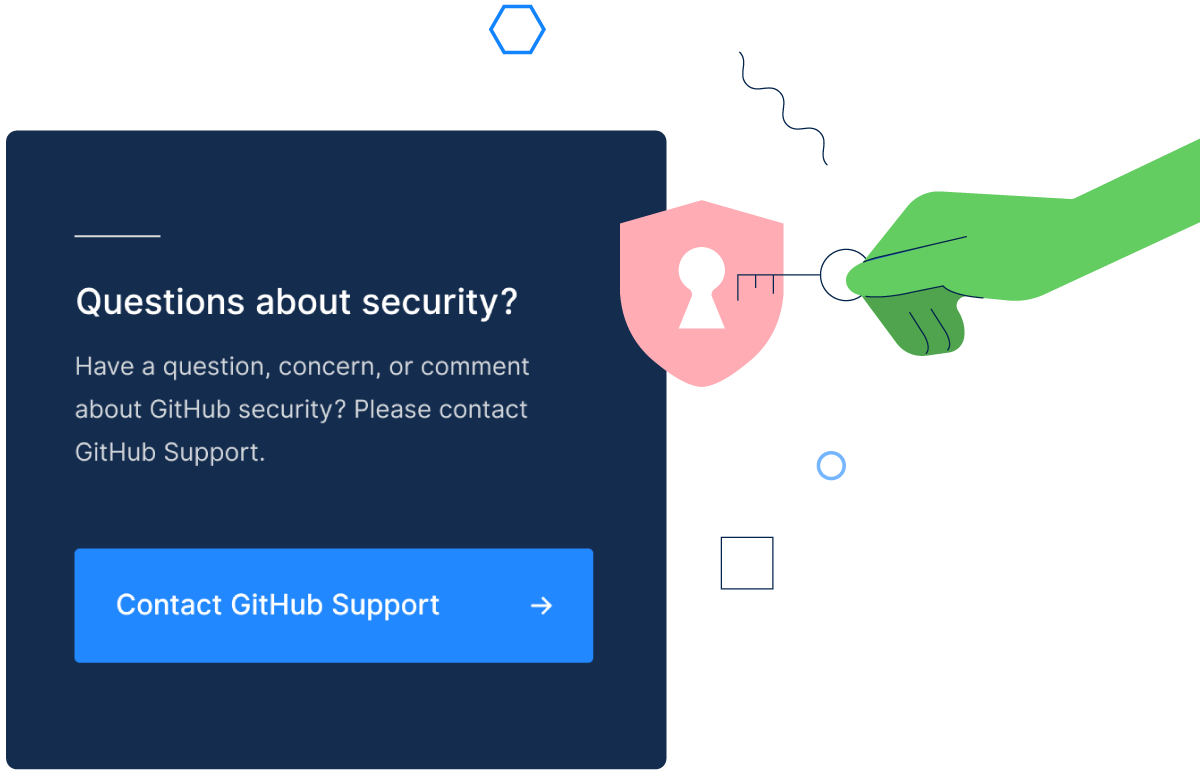 Questions about security?
Have a question, concern, or comment
about GitHub security? Please contact
GitHub Support.
Contact GitHub Support →